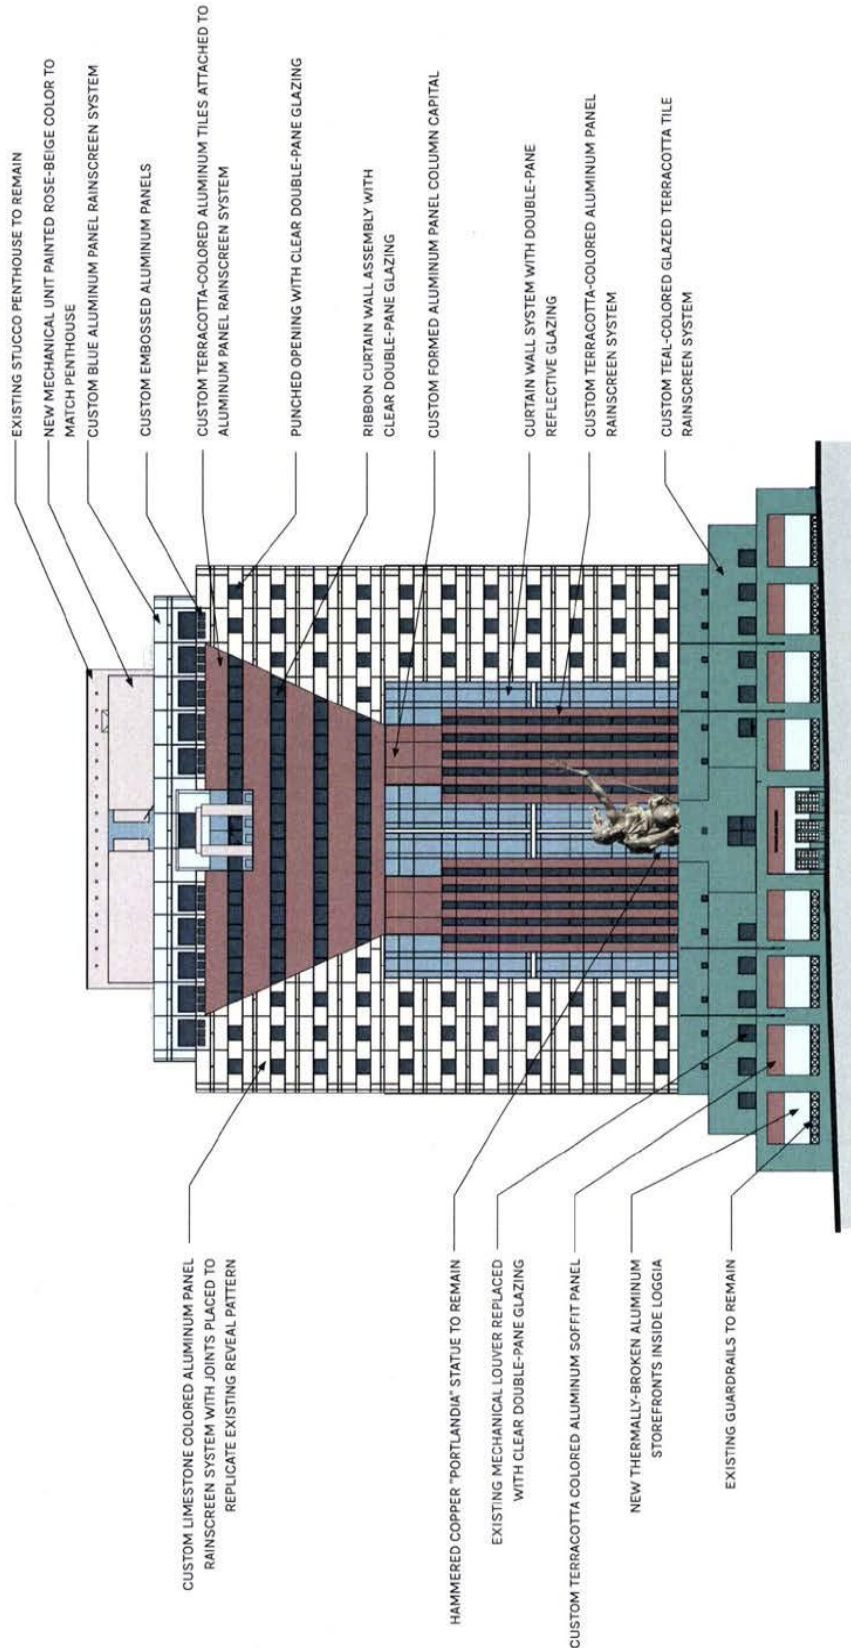 EXISTING STUCCO PENTHOUSE TO REMAIN
NEW MECHANICAL UNIT PAINTED ROSE-BEIGE COLOR TO
MATCH PENTHOUSE
CUSTOM BLUE ALUMINUM PANEL RAINSCREEN SYSTEM
CUSTOM EMBOSSED ALUMINUM PANELS
CUSTOM TERRACOTTA-COLORED ALUMINUM TILES ATTACHED TO
ALUMINUM PANEL RAINSCREEN SYSTEM
PUNCHED OPENING WITH CLEAR DOUBLE-PANE GLAZING
RIBBON CURTAIN WALL ASSEMBLY WITH
CLEAR DOUBLE-PANE GLAZING
CUSTOM FORMED ALUMINUM PANEL COLUMN CAPITAL
CURTAIN WALL SYSTEM WITH DOUBLE-PANE
REFLECTIVE GLAZING
CUSTOM TERRACOTTA-COLORED ALUMINUM PANEL
RAINSCREEN SYSTEM
CUSTOM TEAL-COLORED GLAZED TERRACOTTA TILE
RAINSCREEN SYSTEM
CUSTOM LIMESTONE COLORED ALUMINUM PANEL
RAINSCREEN SYSTEM WITH JOINTS PLACED TO
REPLICATE EXISTING REVEAL PATTERN
HAMMERED COPPER "PORTLANDIA" STATUE TO REMAIN
EXISTING MECHANICAL LOUVER REPLACED
WITH CLEAR DOUBLE-PANE GLAZING
CUSTOM TERRACOTTA COLORED ALUMINUM SOFFIT PANEL
NEW THERMALLY-BROKEN ALUMINUM
STOREFRONTS INSIDE LOGGIA
EXISTING GUARDRAILS TO REMAIN